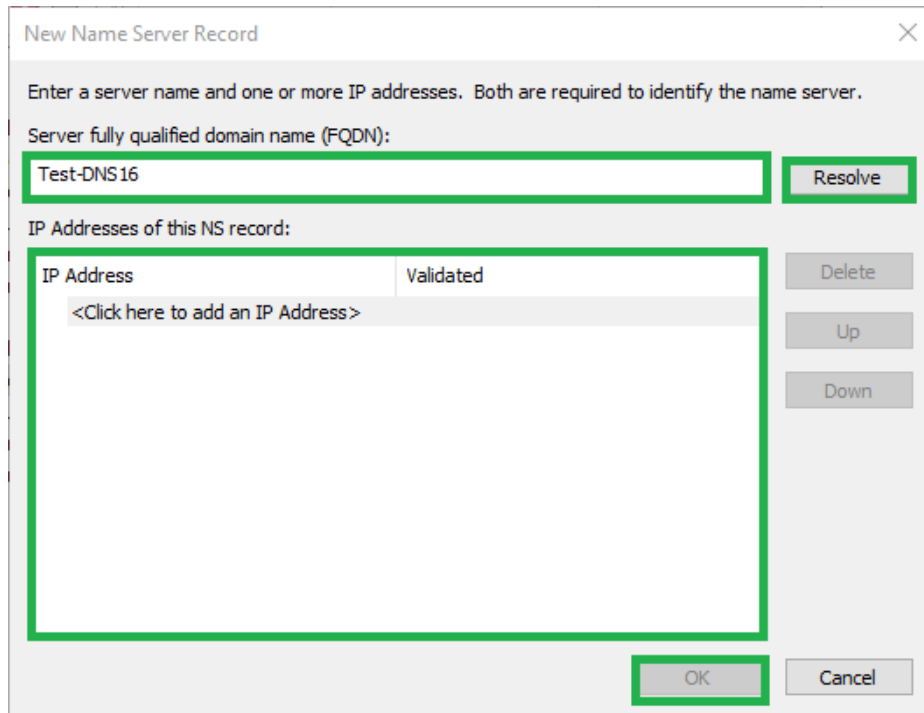 New Name Server Record
Enter a server name and one or more IP addresses. Both are required to identify the name server.
Server fully qualified domain name (FQDN):
Test-DNS16
Resolve
IP Addresses of this NS record:
IP Address Validated
Delete
<Click here to add an IP Address>
Up
Down
OK Cancel